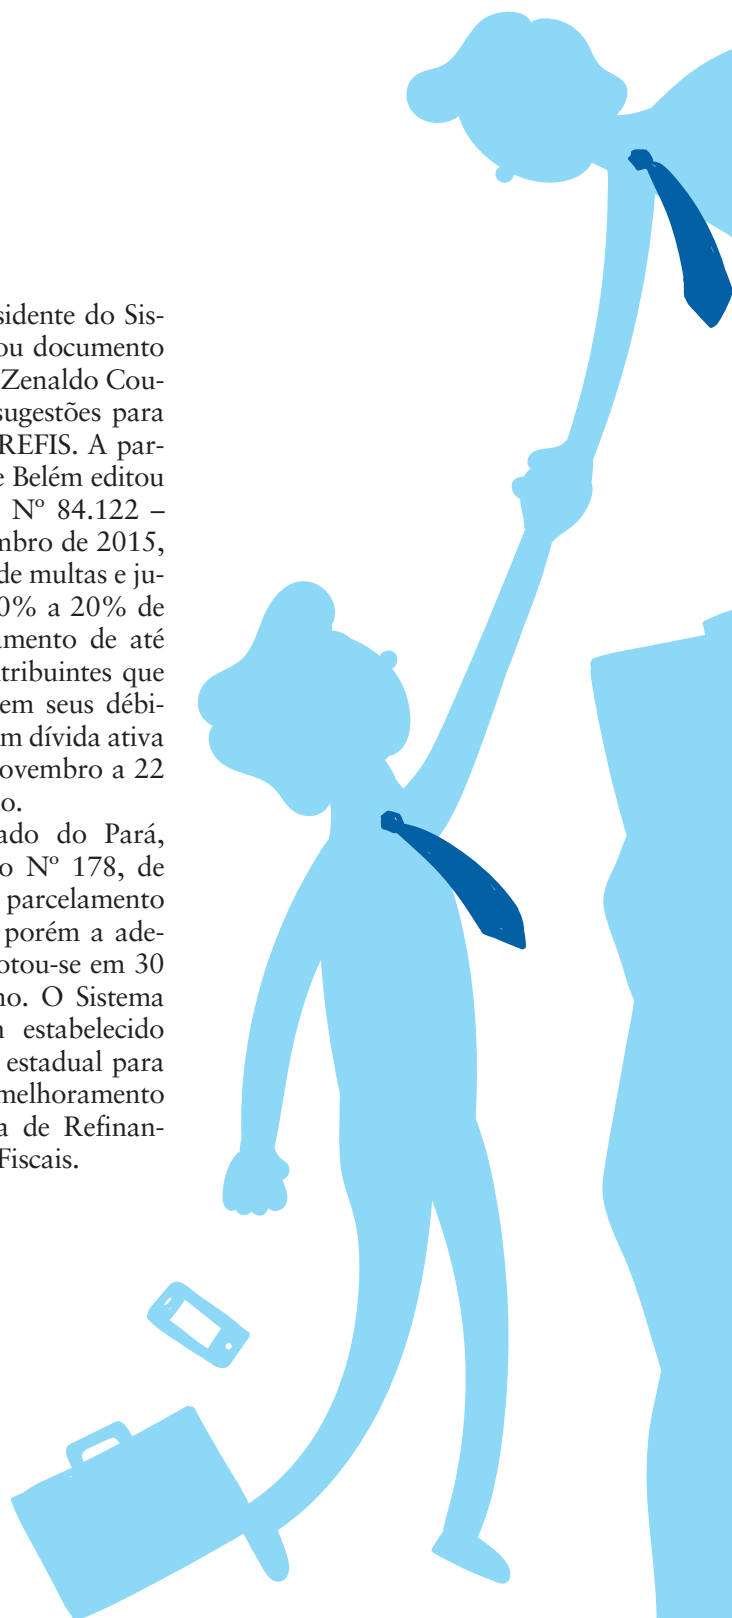 sidente do Sis-
ou documento
Zenaldo Cou-
sugestões para
REFIS. A par-
e Belém editou
Nº 84.122 –
mbro de 2015,
de multas e ju-
0% a 20% de
amento de até
tribuintes que
em seus débi-
m dívida ativa
ovembro a 22
o.
ado do Pará,
o Nº 178, de
parcelamento
porém a ade-
otou-se em 30
no. O Sistema
n estabelecido
estadual para
melhoramento
a de Refinan-
Fiscais.